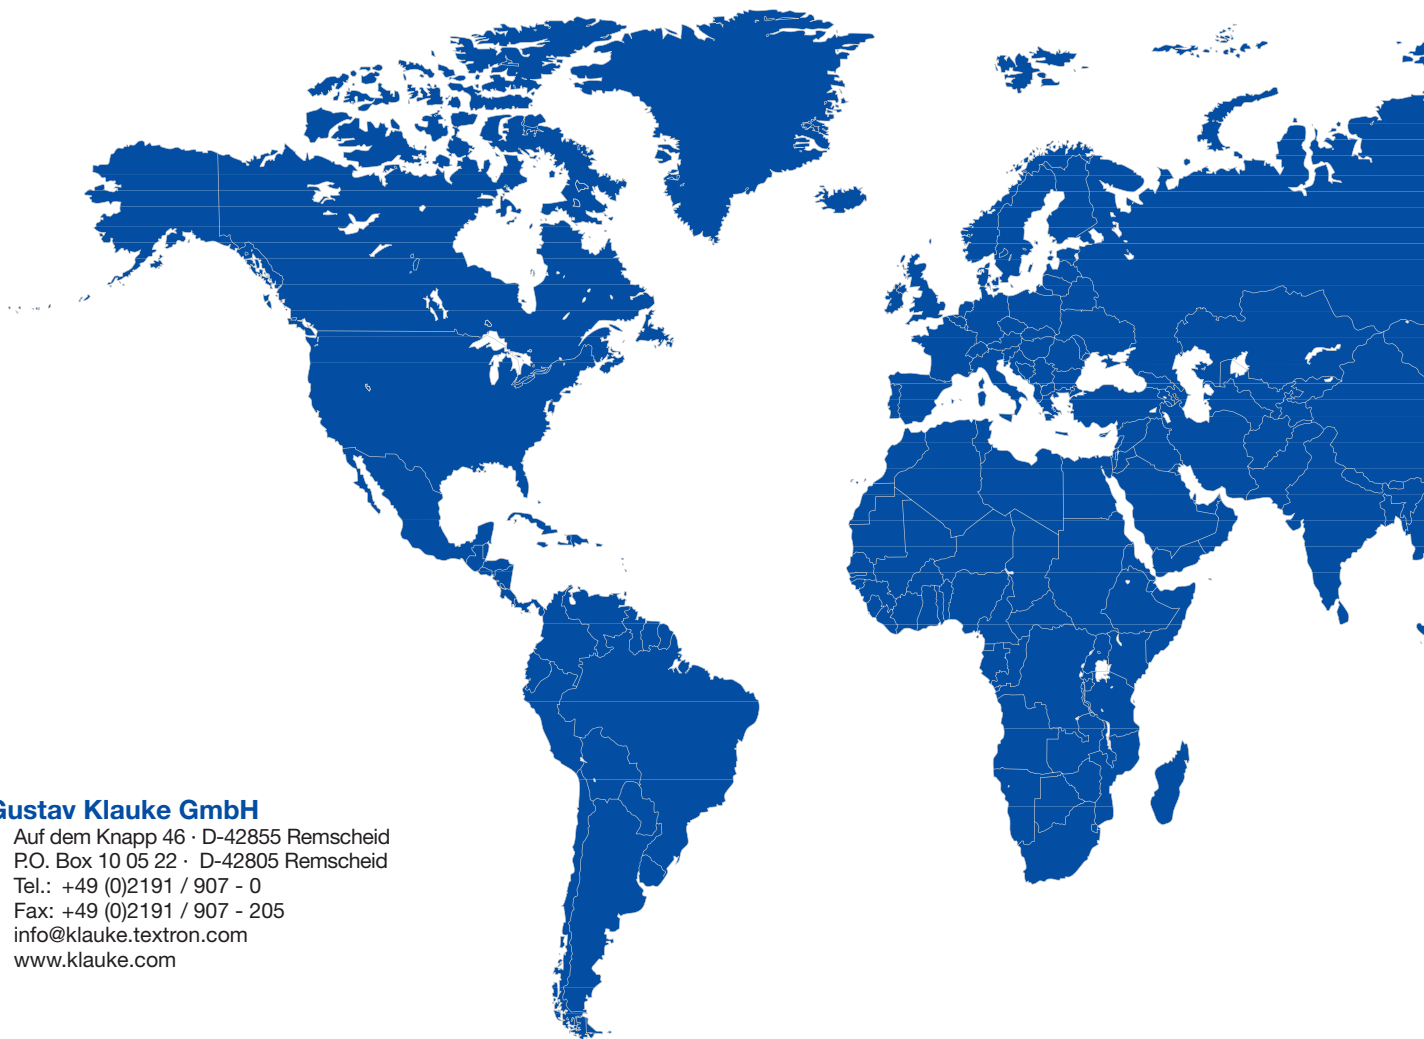 Gustav Klauke GmbH
Auf dem Knapp 46 · D-42855 Remscheid
P.O. Box 10 05 22 · D-42805 Remscheid
Tel.: +49 (0)2191 / 907 - 0
Fax: +49 (0)2191 / 907 - 205
info@klauke.textron.com
www.klauke.com